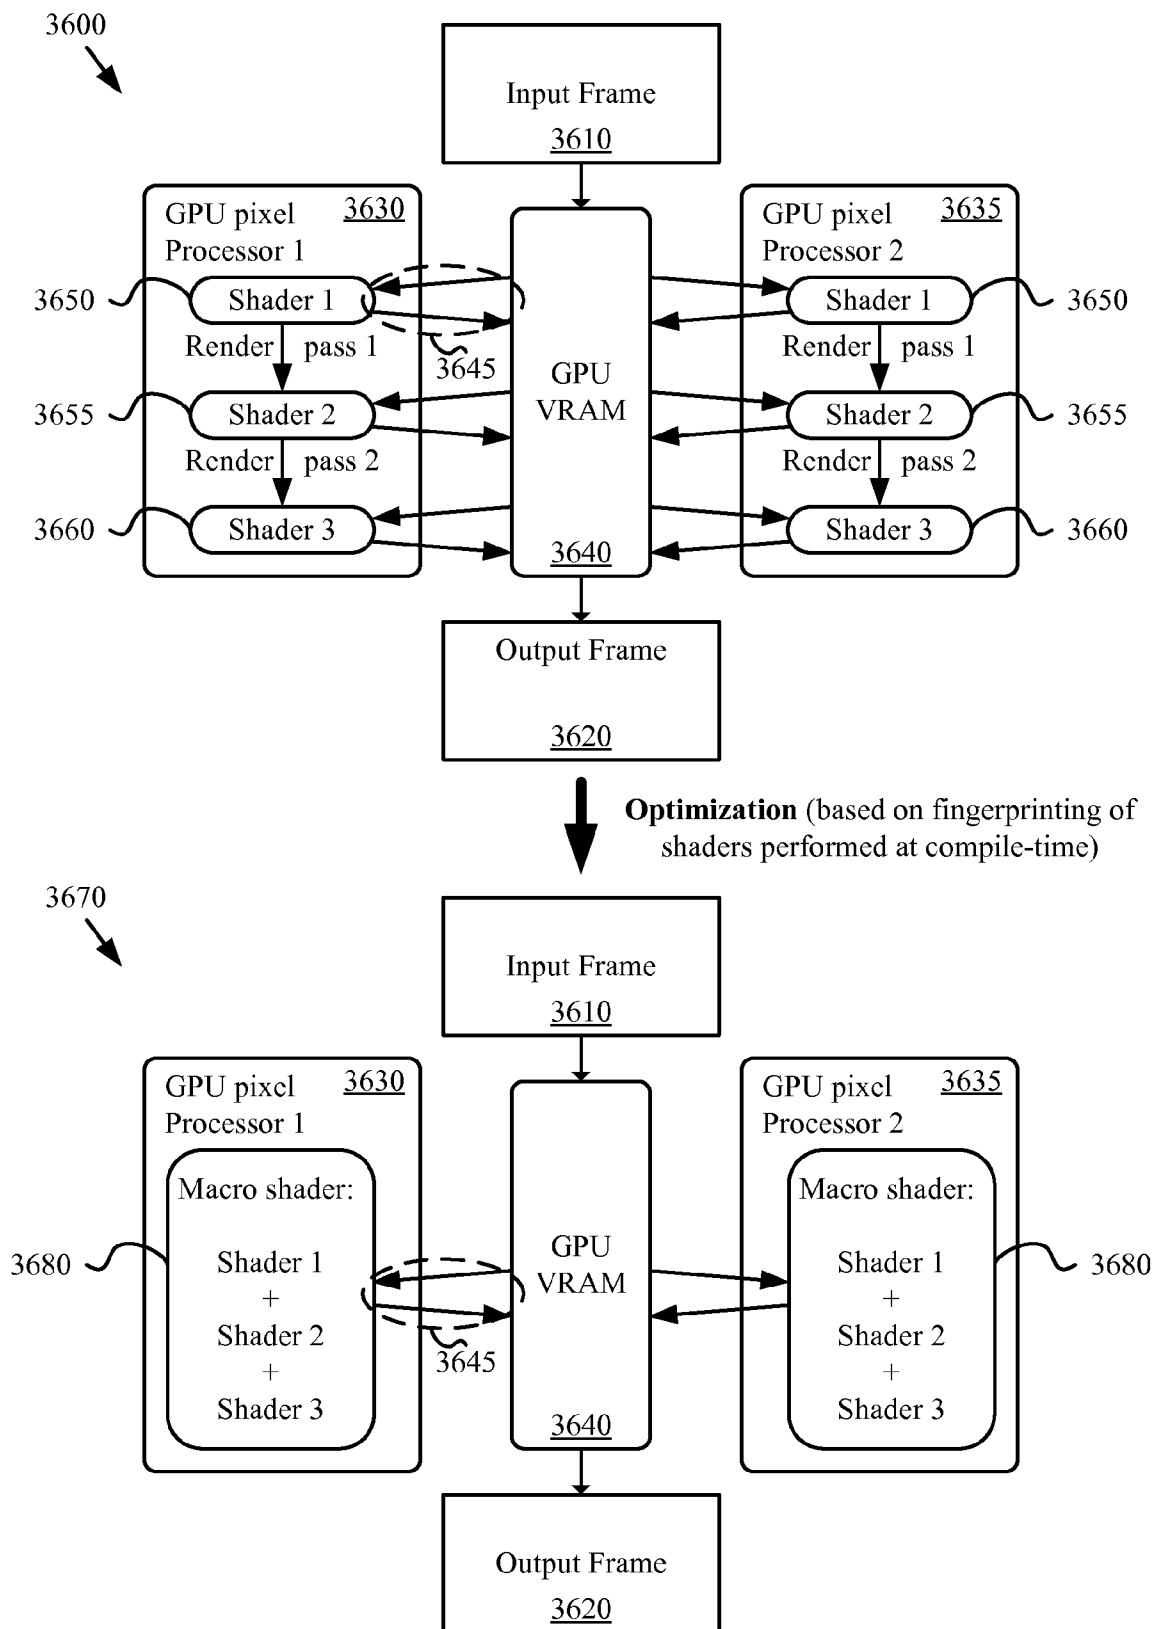 3600
Input Frame
3610
GPU pixel
Processor 1
3630
GPU pixel
Processor 2
3635
3650
Shader 1
Shader 1
3650
Render pass 1
3645
GPU
VRAM
Render pass 1
3655
Shader 2
Shader 2
3655
Render pass 2
Render pass 2
3660
Shader 3
Shader 3
3660
3640
Output Frame
3620
Optimization (based on fingerprinting of
shaders performed at compile-time)
3670
Input Frame
3610
GPU pixel
Processor 1
3630
GPU pixel
Processor 2
3635
Macro shader:
Macro shader:
3680
Shader 1
+
Shader 2
+
Shader 3
3645
GPU
VRAM
3640
Shader 1
+
Shader 2
+
Shader 3
3680
Output Frame
3620